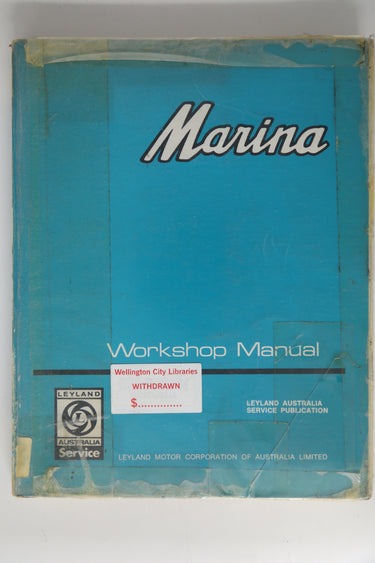 Marina
Workshop Manual
Wellington City Libraries
WITHDRAWN
$..............
LEYLAND
L
AUSTRALIA
Service
LEYLAND AUSTRALIA
SERVICE PUBLICATION
LEYLAND MOTOR CORPORATION OF AUSTRALIA LIMITED